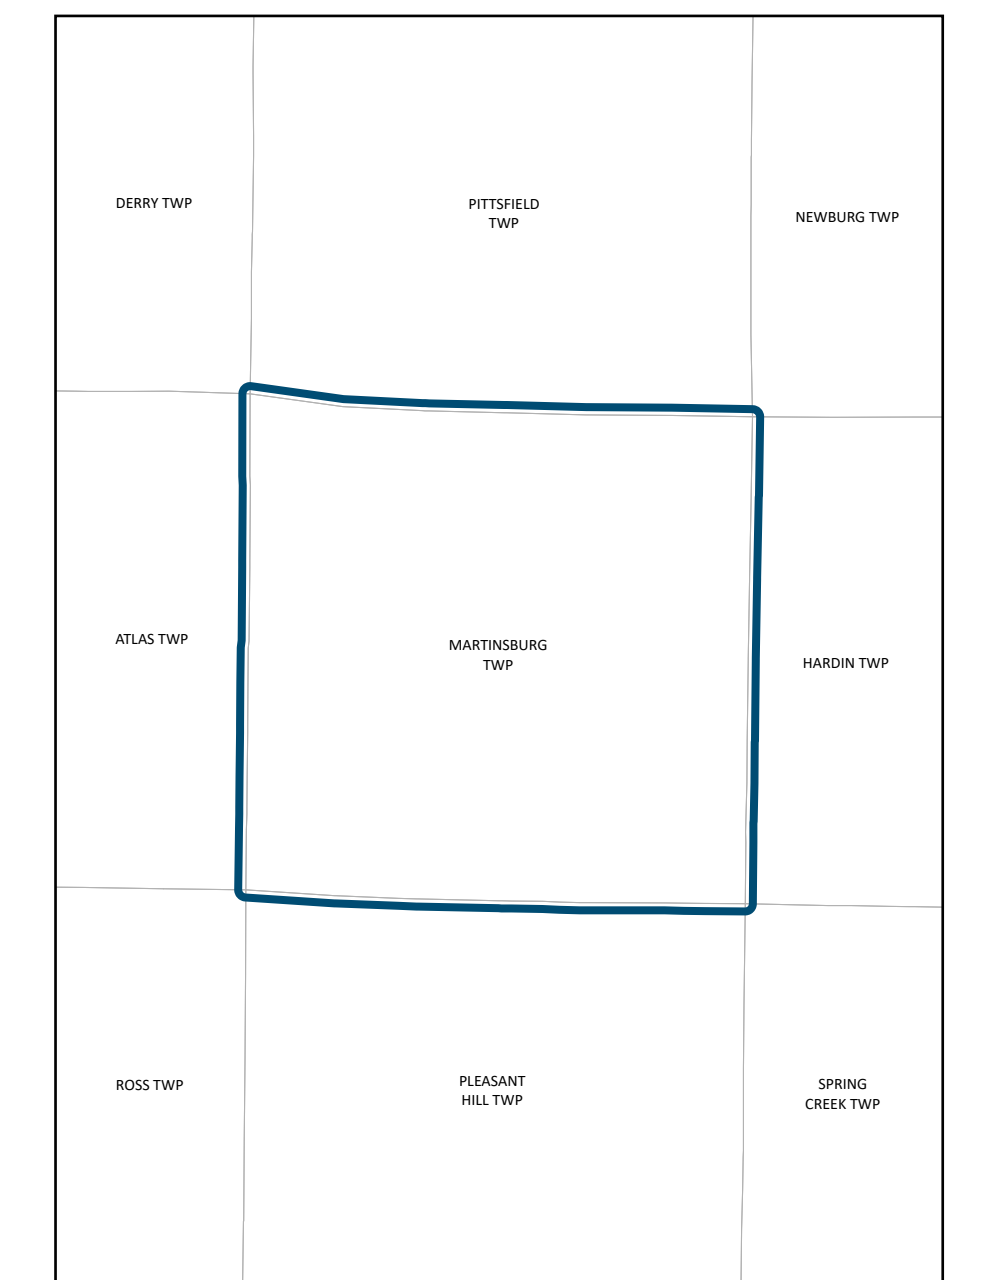 DERRY TWP
PITTSFIELD
TWP
NEWBURG TWP
ATLAS TWP
MARTINSBURG
TWP
HARDIN TWP
ROSS TWP
PLEASANT
HILL TWP
SPRING
CREEK TWP